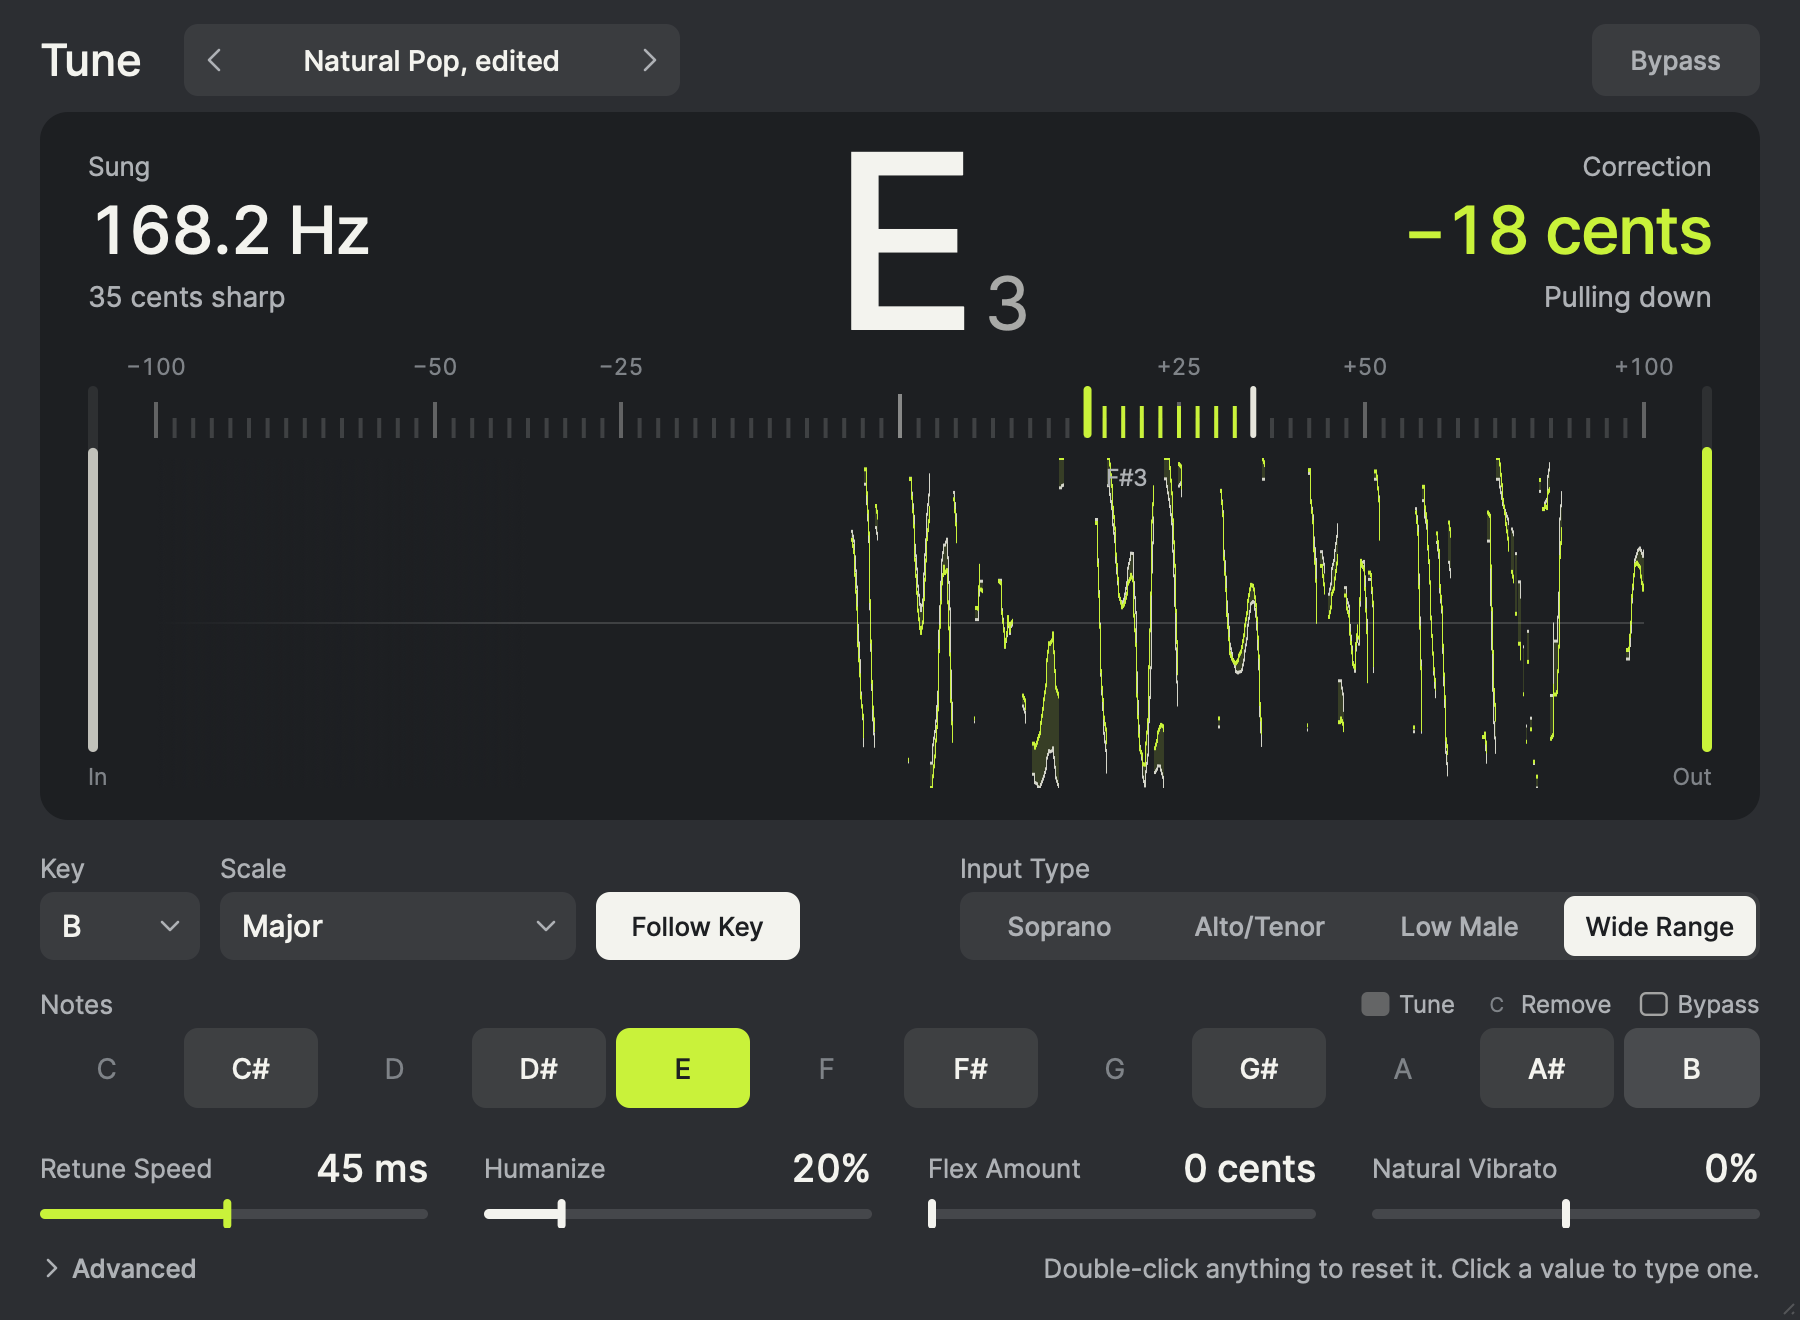 Tune
Natural Pop, edited
Bypass
Sung
168.2 Hz
35 cents sharp
E3
Correction
−18 cents
Pulling down
−100 −50 −25 +25 +50 +100
F#3
In
Out
Key
Scale
Input Type
B
Major
Follow Key
Soprano Alto/Tenor Low Male Wide Range
Notes
Tune C Remove Bypass
C C# D D# E F F# G G# A A# B
Retune Speed 45 ms
Humanize 20%
Flex Amount 0 cents
Natural Vibrato 0%
Advanced
Double-click anything to reset it. Click a value to type one.